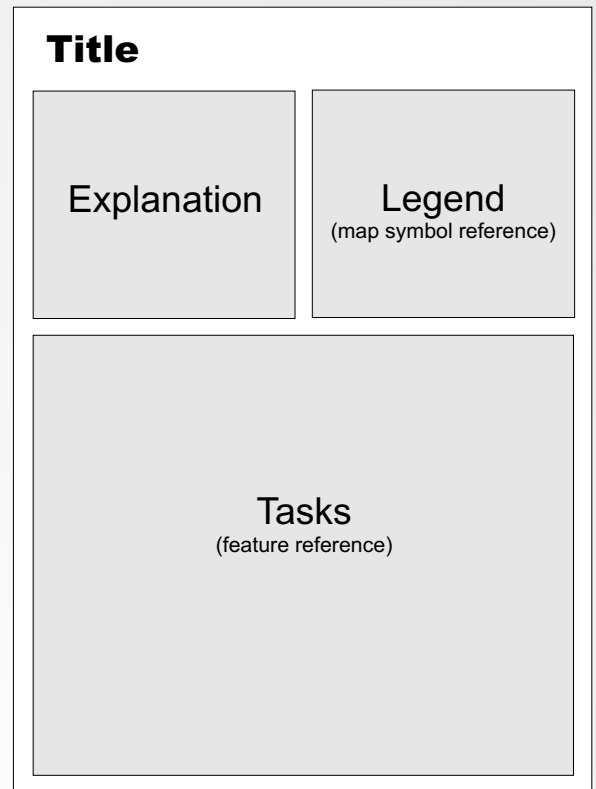 Title
Explanation
Legend
(map symbol reference)
Tasks
(feature reference)